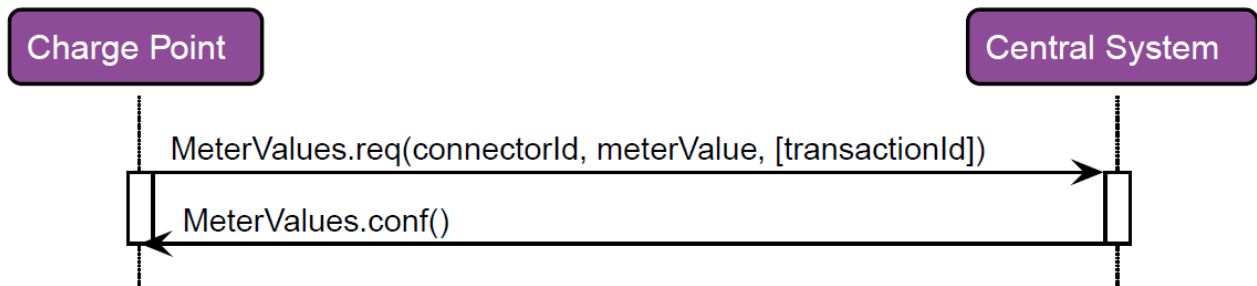 Charge Point
Central System
MeterValues.req(connectorId, meterValue, [transactionId])
MeterValues.conf()